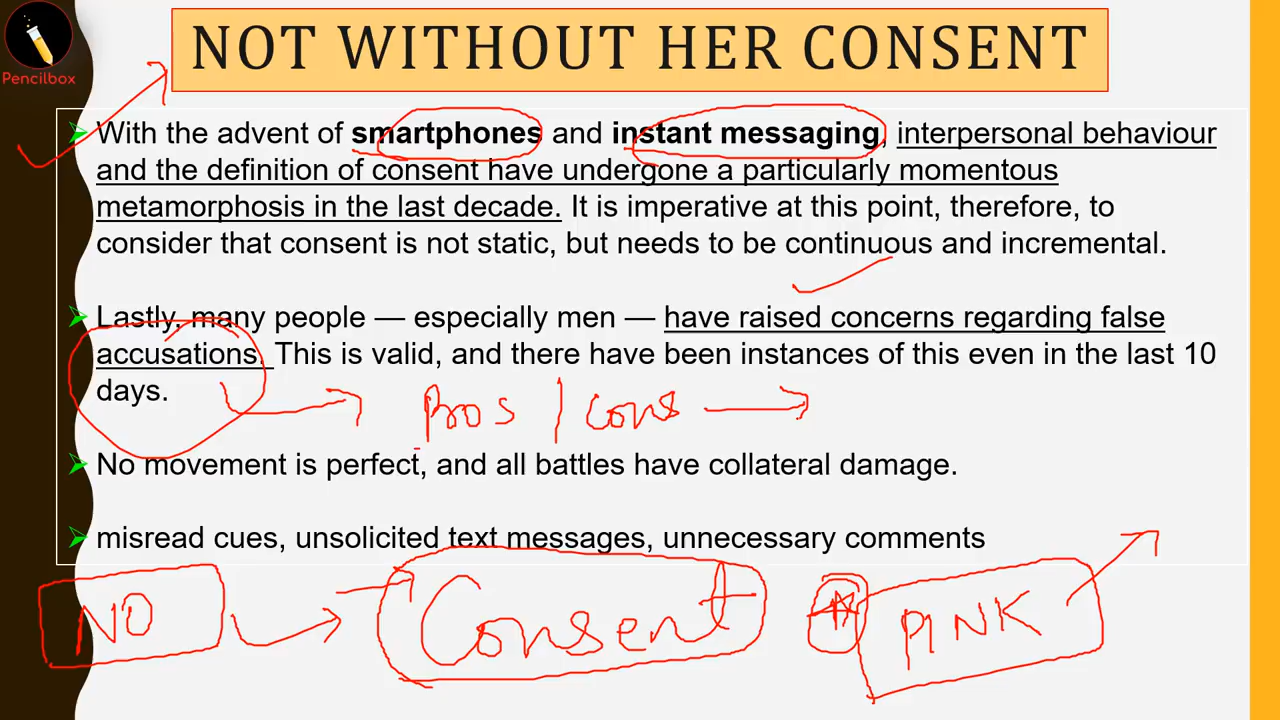 Pencilbox
NOT WITHOUT HER CONSENT
With the advent of smartphones and instant messaging, interpersonal behaviour
and the definition of consent have undergone a particularly momentous
metamorphosis in the last decade. It is imperative at this point, therefore, to
consider that consent is not static, but needs to be continuous and incremental.
Lastly, many people — especially men — have raised concerns regarding false
accusations. This is valid, and there have been instances of this even in the last 10
days.
Pros / Cons
No movement is perfect, and all battles have collateral damage.
misread cues, unsolicited text messages, unnecessary comments
NO Consent PINK